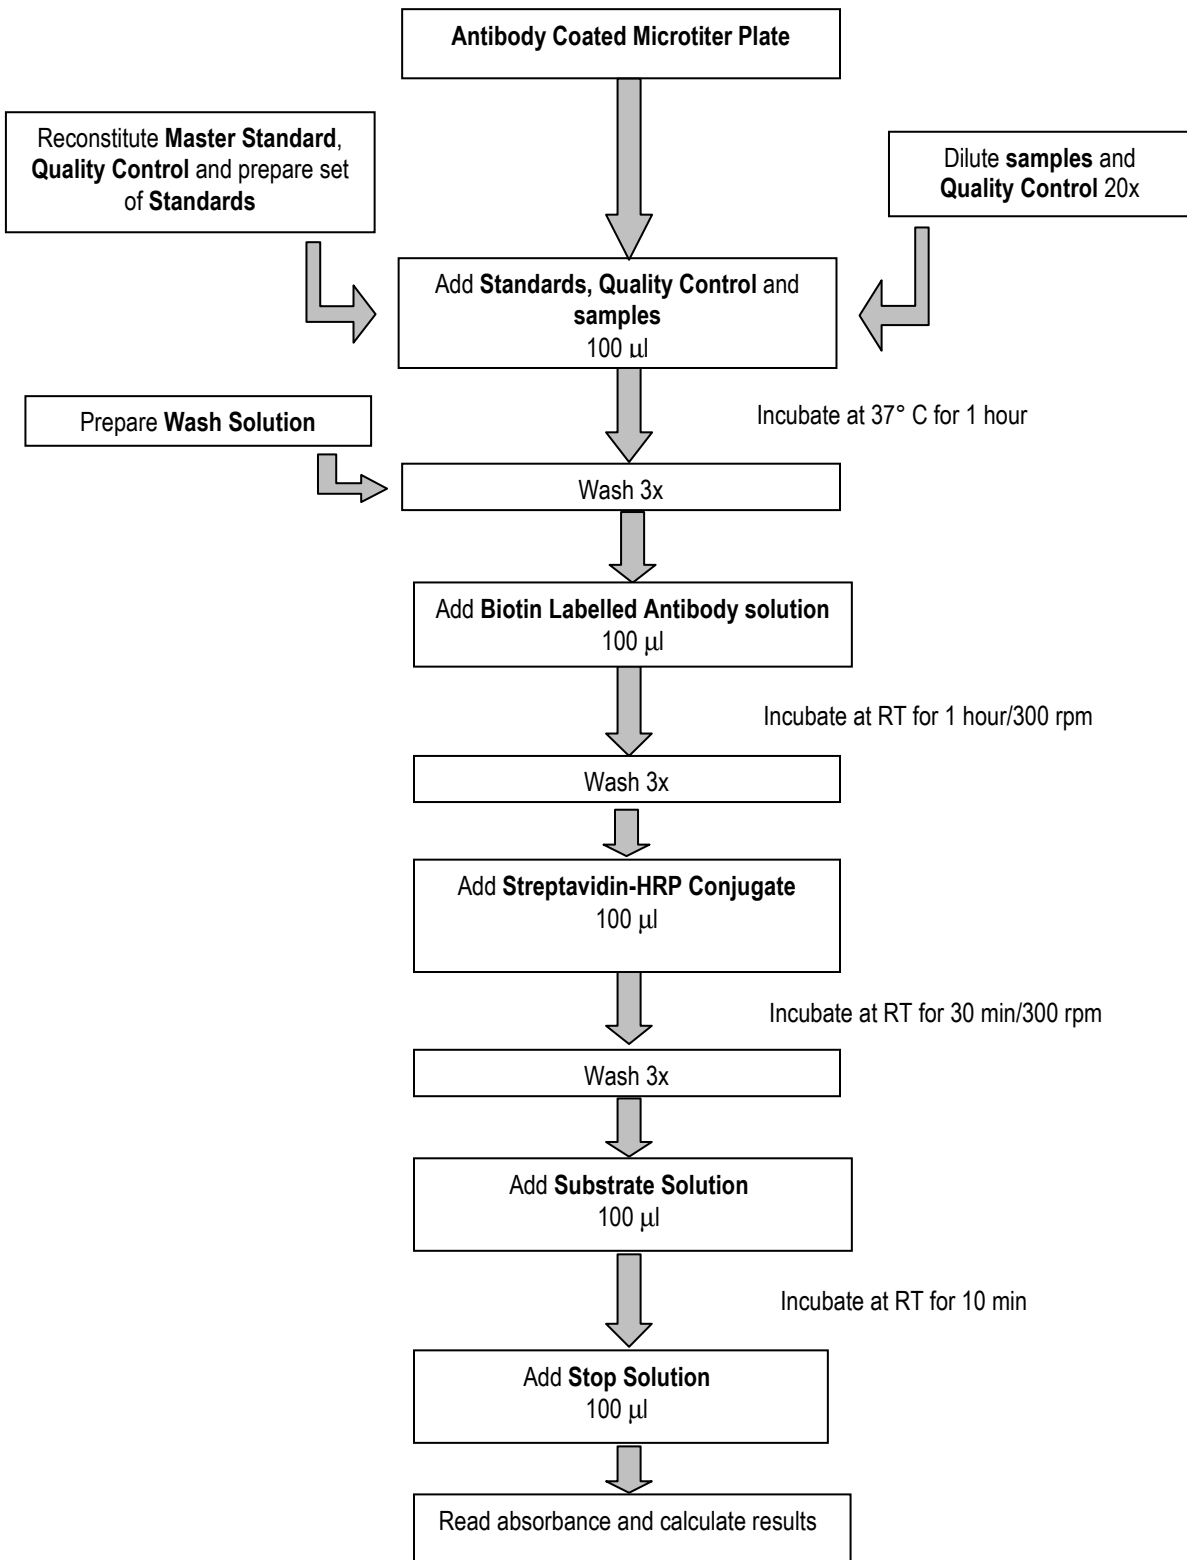 Antibody Coated Microtiter Plate
Reconstitute Master Standard,
Quality Control and prepare set
of Standards
Dilute samples and
Quality Control 20x
Add Standards, Quality Control and
samples
100 µl
Incubate at 37° C for 1 hour
Prepare Wash Solution
Wash 3x
Add Biotin Labelled Antibody solution
100 µl
Incubate at RT for 1 hour/300 rpm
Wash 3x
Add Streptavidin-HRP Conjugate
100 µl
Incubate at RT for 30 min/300 rpm
Wash 3x
Add Substrate Solution
100 µl
Incubate at RT for 10 min
Add Stop Solution
100 µl
Read absorbance and calculate results